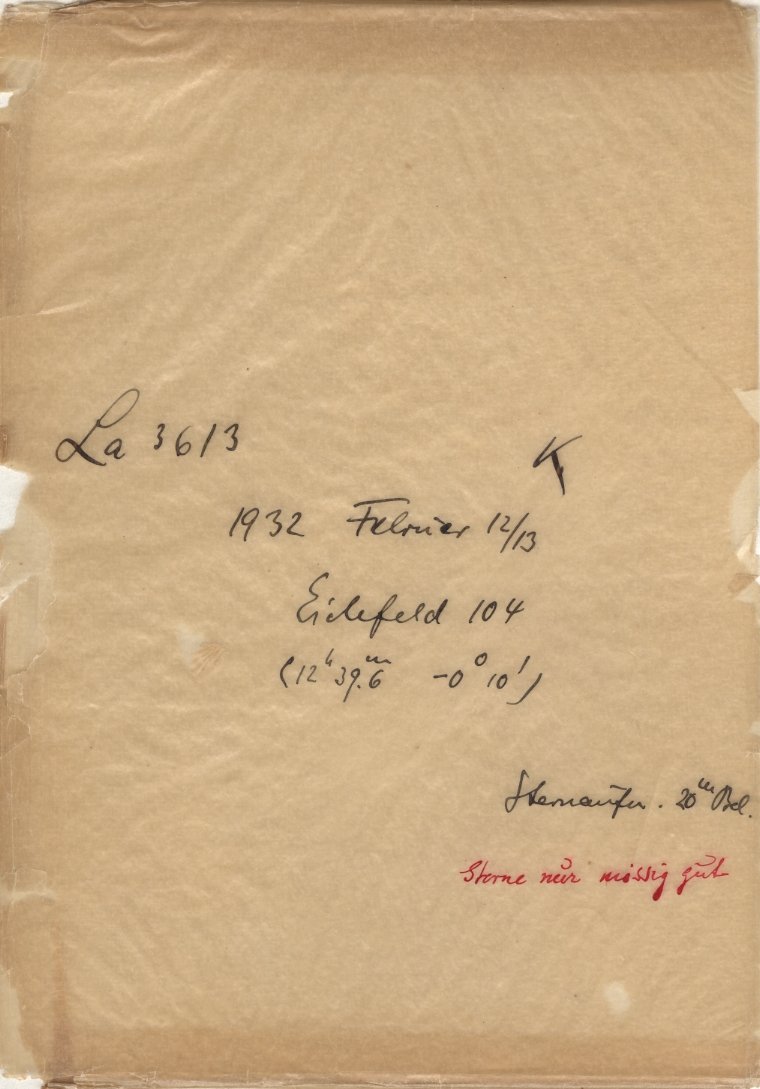 La 3613 K
1932 Februar 12/13
Eichfeld 104
(12ʰ 39.ᵐ6 -0° 10')
Sternaufn. 20ᵐ Bel.
Sterne nur mässig gut